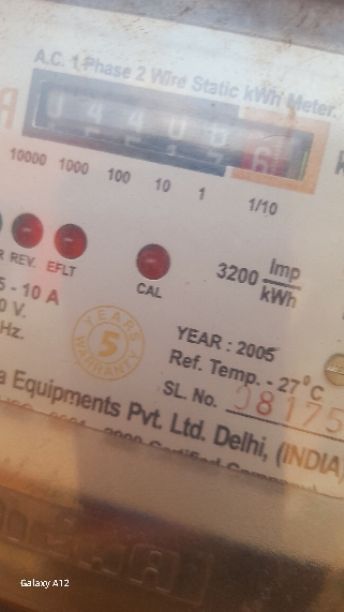 A.C. 1 Phase 2 Wire Static kWh Meter.
10000 1000 100 10 1 1/10
REV. EFLT
CAL
3200 Imp
kWh
- 10 A
V.
Hz.
5 YEARS WARRANTY
YEAR : 2005
Ref. Temp. - 27°C
SL. No. 08175
Equipments Pvt. Ltd. Delhi, (INDIA)
Galaxy A12